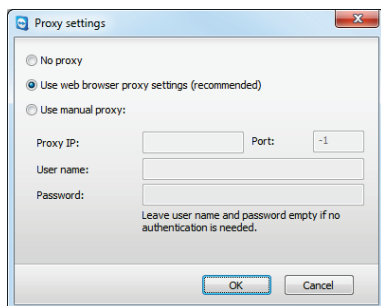 Proxy settings
No proxy
Use web browser proxy settings (recommended)
Use manual proxy:
Proxy IP:
Port:
-1
User name:
Password:
Leave user name and password empty if no
authentication is needed.
OK
Cancel